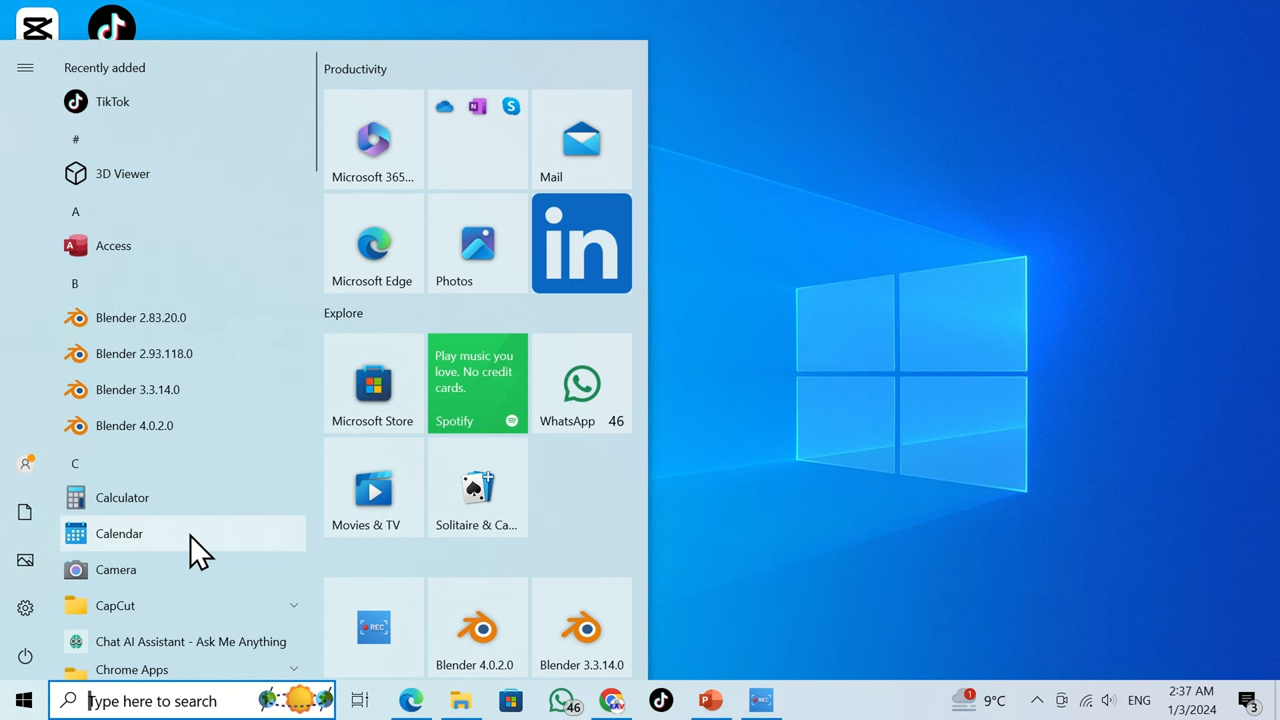 Recently added
TikTok
#
3D Viewer
A
Access
B
Blender 2.83.20.0
Blender 2.93.118.0
Blender 3.3.14.0
Blender 4.0.2.0
C
Calculator
Calendar
Camera
CapCut
Chat AI Assistant - Ask Me Anything
Chrome Apps
Productivity
Microsoft 365...
N
S
Mail
Microsoft Edge
Photos
in
Explore
Microsoft Store
Play music you
love. No credit
cards.
Spotify
WhatsApp 46
Movies & TV
Solitaire & Ca...
REC
Blender 4.0.2.0
Blender 3.3.14.0
Type here to search
46
P
REC
1
9°C
ENG
2:37 AM
1/3/2024
3